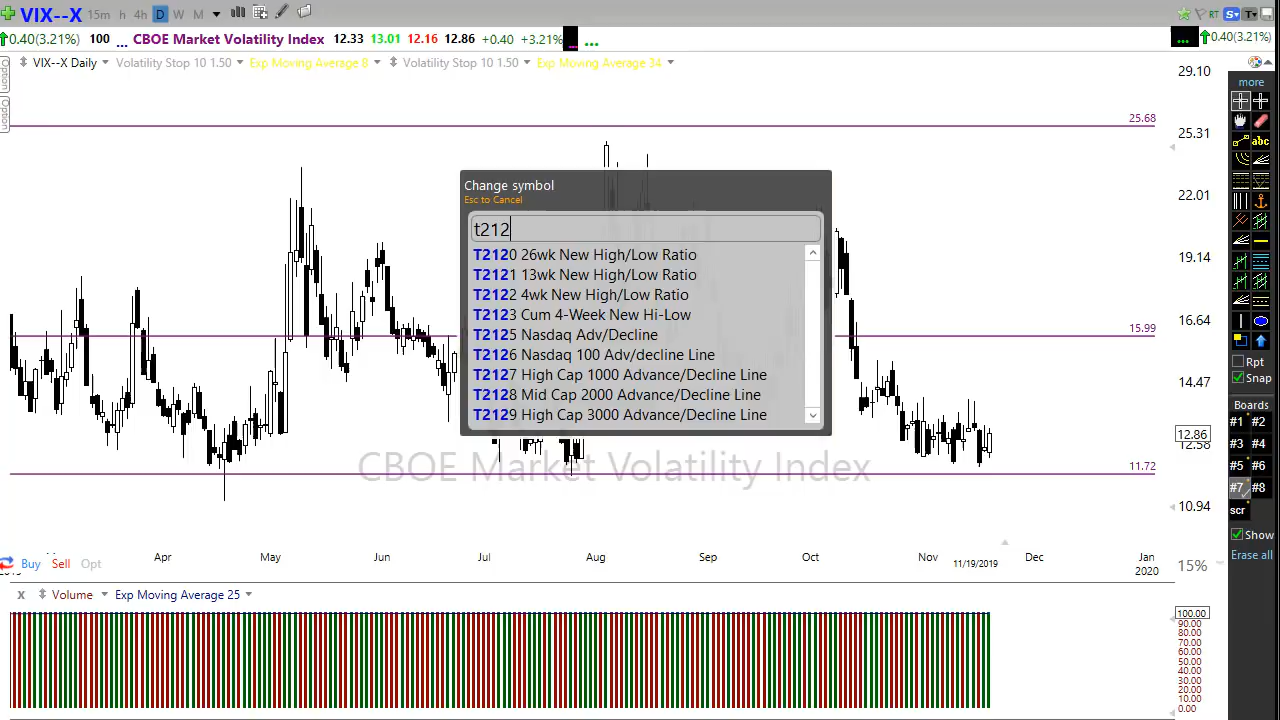 VIX--X 15m h 4h D W M RT S T
0.40(3.21%) 100 ... CBOE Market Volatility Index 12.33 13.01 12.16 12.86 +0.40 +3.21% ... ... ... 0.40(3.21%)
VIX--X Daily Volatility Stop 10 1.50 Exp Moving Average 8 Volatility Stop 10 1.50 Exp Moving Average 34
Option
Option
29.10
25.68
25.31
22.01
19.14
15.99
16.64
14.47
12.86
12.58
11.72
10.94
Change symbol
Esc to Cancel
t212
T2120 26wk New High/Low Ratio
T2121 13wk New High/Low Ratio
T2122 4wk New High/Low Ratio
T2123 Cum 4-Week New Hi-Low
T2125 Nasdaq Adv/Decline
T2126 Nasdaq 100 Adv/decline Line
T2127 High Cap 1000 Advance/Decline Line
T2128 Mid Cap 2000 Advance/Decline Line
T2129 High Cap 3000 Advance/Decline Line
CBOE Market Volatility Index
Apr May Jun Jul Aug Sep Oct Nov Dec Jan
11/19/2019 2020
Buy Sell Opt 15%
X Volume Exp Moving Average 25
100.00
90.00
80.00
70.00
60.00
50.00
40.00
30.00
20.00
10.00
0.00
more
abc
Rpt
Snap
Boards
#1 #2
#3 #4
#5 #6
#7 #8
scr
Show
Erase all